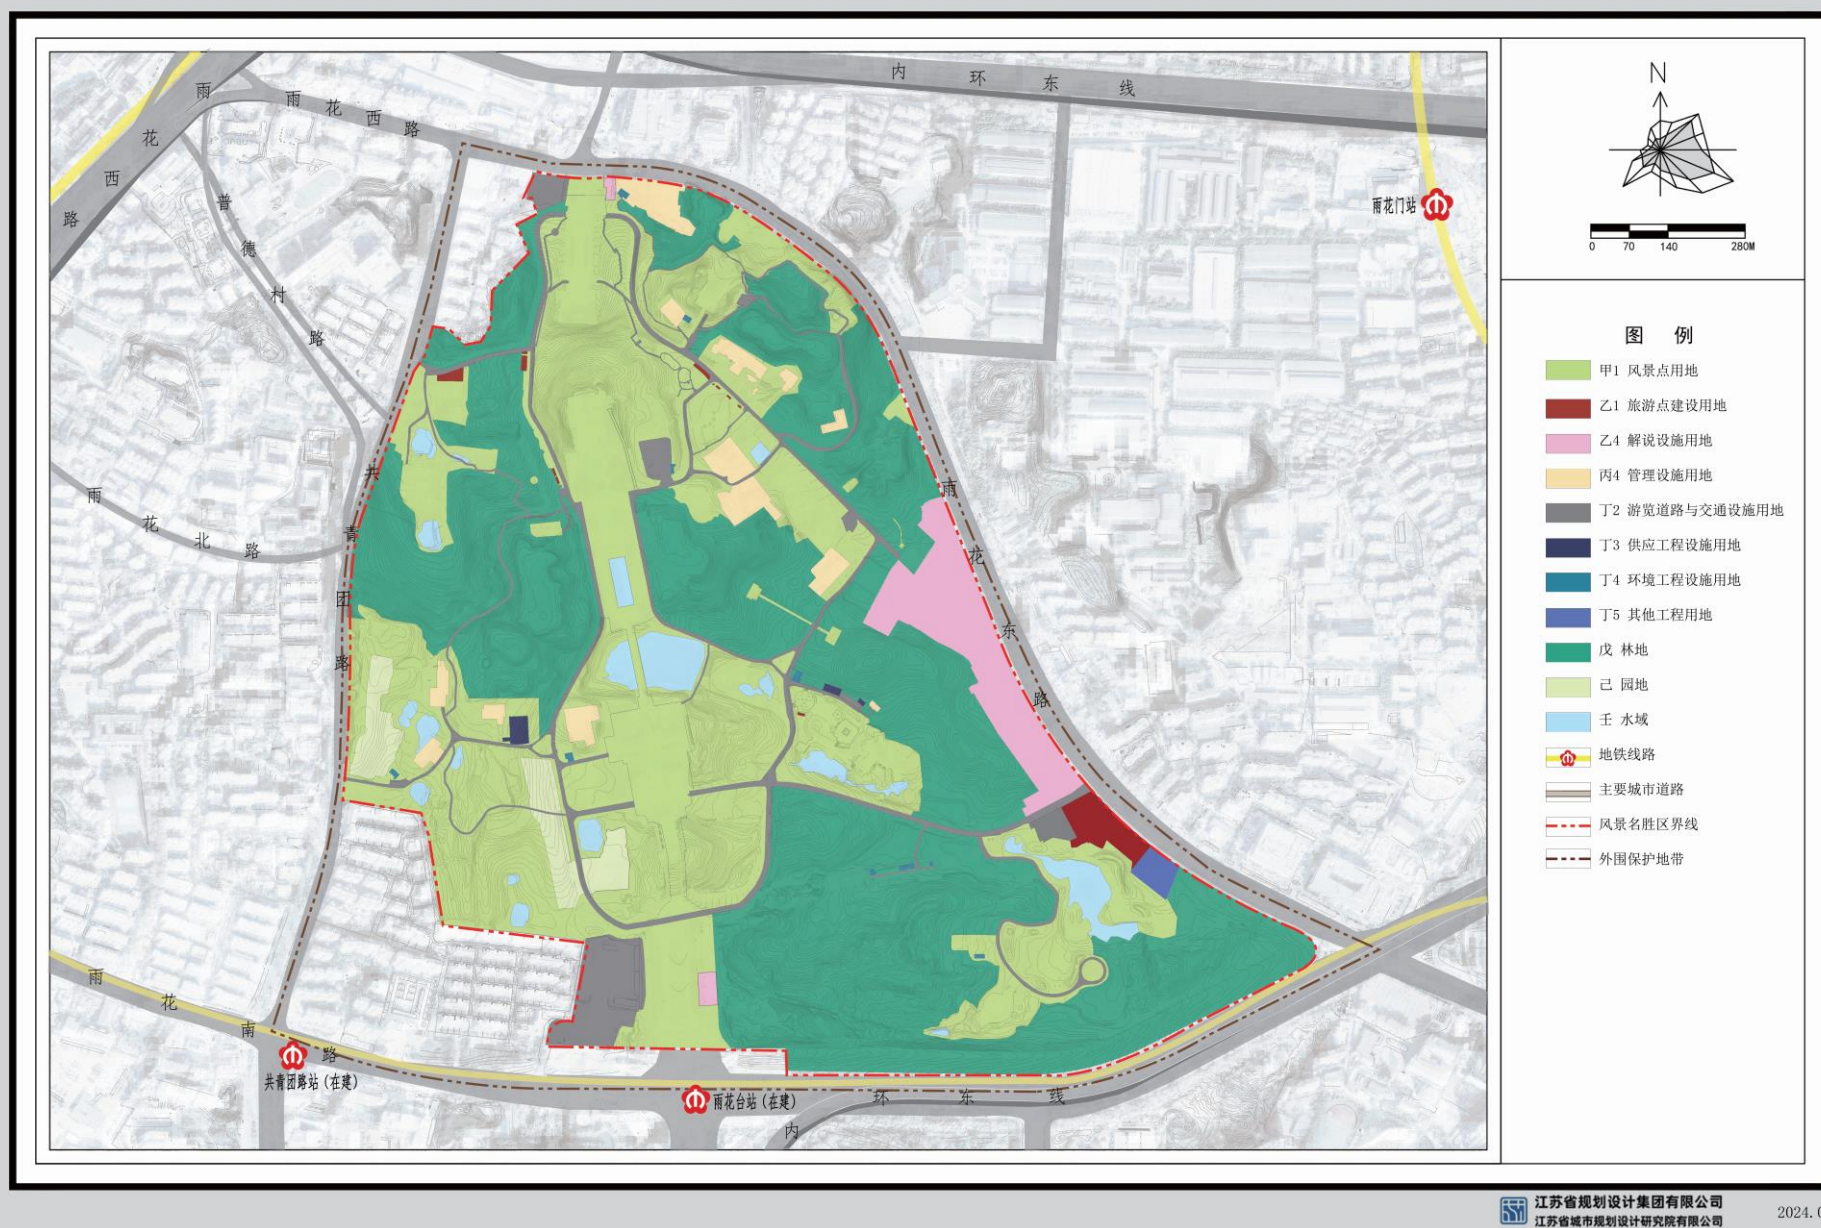 内环东线
雨花西路
雨花西路
普德村路
雨花门站
雨花北路
共青团路
雨花东路
雨花南路
共青团路站(在建)
雨花台站(在建)
内环东线
N
0 70 140 280M
图 例
甲1 风景点用地
乙1 旅游点建设用地
乙4 解说设施用地
丙4 管理设施用地
丁2 游览道路与交通设施用地
丁3 供应工程设施用地
丁4 环境工程设施用地
丁5 其他工程用地
戊 林地
己 园地
壬 水域
地铁线路
主要城市道路
风景名胜区界线
外围保护地带
江苏省规划设计集团有限公司
江苏省城市规划设计研究院有限公司
2024.0